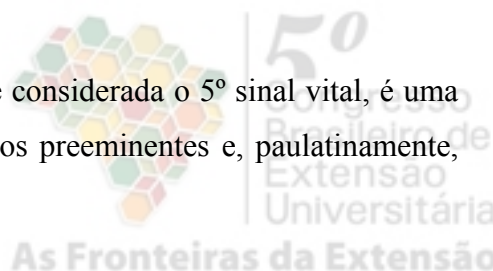 5º
e considerada o 5º sinal vital, é uma
Congresso
os preeminentes e, paulatinamente,
Brasileiro de
Extensão
Universitária
As Fronteiras da Extensão